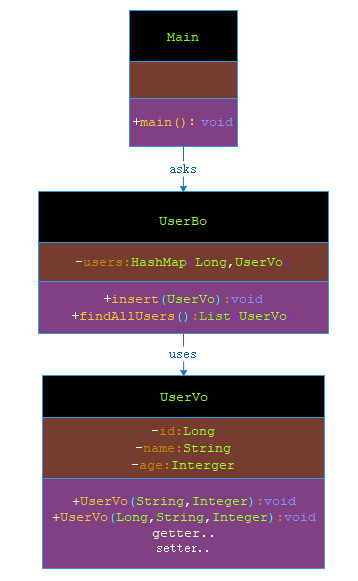 Main
+main(): void
asks
UserBo
-users:HashMap<Long,UserVo>
+insert(UserVo):void
+findAllUsers():List<UserVo>
uses
UserVo
-id:Long
-name:String
-age:Interger
+UserVo(String,Integer):void
+UserVo(Long,String,Integer):void
getter..
setter..